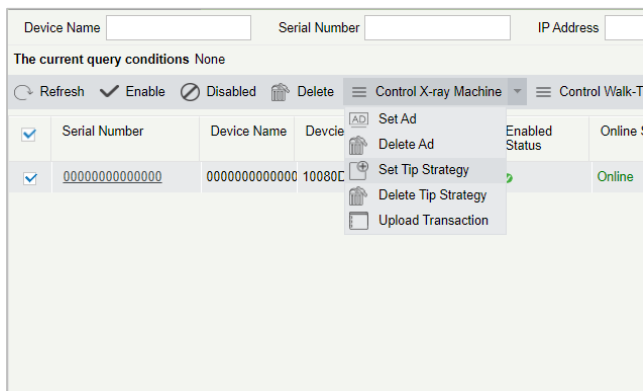 Device Name Serial Number IP Address
The current query conditions None
Refresh Enable Disabled Delete Control X-ray Machine Control Walk-T
Serial Number Device Name Devcie Enabled Status Online S
00000000000000 0000000000000 10080D Online
AD Set Ad
Delete Ad
Set Tip Strategy
Delete Tip Strategy
Upload Transaction